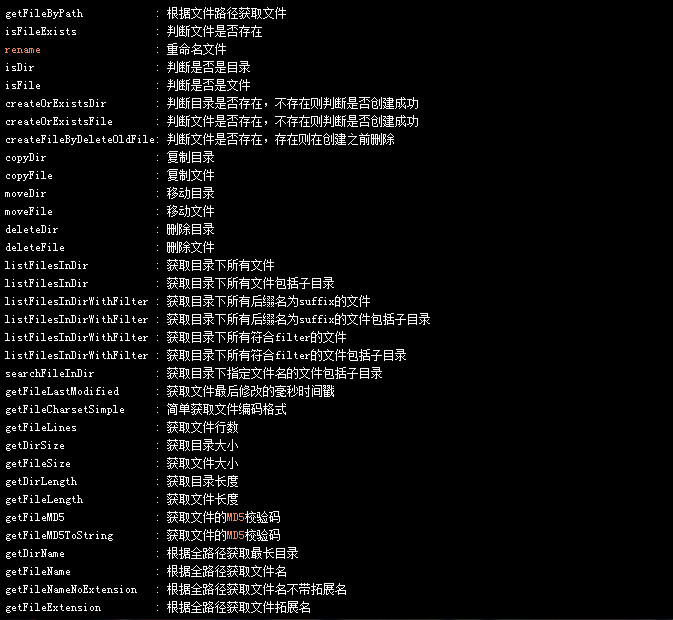 getFileByPath : 根据文件路径获取文件
isFileExists : 判断文件是否存在
rename : 重命名文件
isDir : 判断是否是目录
isFile : 判断是否是文件
createOrExistsDir : 判断目录是否存在，不存在则判断是否创建成功
createOrExistsFile : 判断文件是否存在，不存在则判断是否创建成功
createFileByDeleteOldFile: 判断文件是否存在，存在则在创建之前删除
copyDir : 复制目录
copyFile : 复制文件
moveDir : 移动目录
moveFile : 移动文件
deleteDir : 删除目录
deleteFile : 删除文件
listFilesInDir : 获取目录下所有文件
listFilesInDir : 获取目录下所有文件包括子目录
listFilesInDirWithFilter : 获取目录下所有后缀名为suffix的文件
listFilesInDirWithFilter : 获取目录下所有后缀名为suffix的文件包括子目录
listFilesInDirWithFilter : 获取目录下所有符合filter的文件
listFilesInDirWithFilter : 获取目录下所有符合filter的文件包括子目录
searchFileInDir : 获取目录下指定文件名的文件包括子目录
getFileLastModified : 获取文件最后修改的毫秒时间戳
getFileCharsetSimple : 简单获取文件编码格式
getFileLines : 获取文件行数
getDirSize : 获取目录大小
getFileSize : 获取文件大小
getDirLength : 获取目录长度
getFileLength : 获取文件长度
getFileMD5 : 获取文件的MD5校验码
getFileMD5ToString : 获取文件的MD5校验码
getDirName : 根据全路径获取最长目录
getFileName : 根据全路径获取文件名
getFileNameNoExtension : 根据全路径获取文件名不带拓展名
getFileExtension : 根据全路径获取文件拓展名